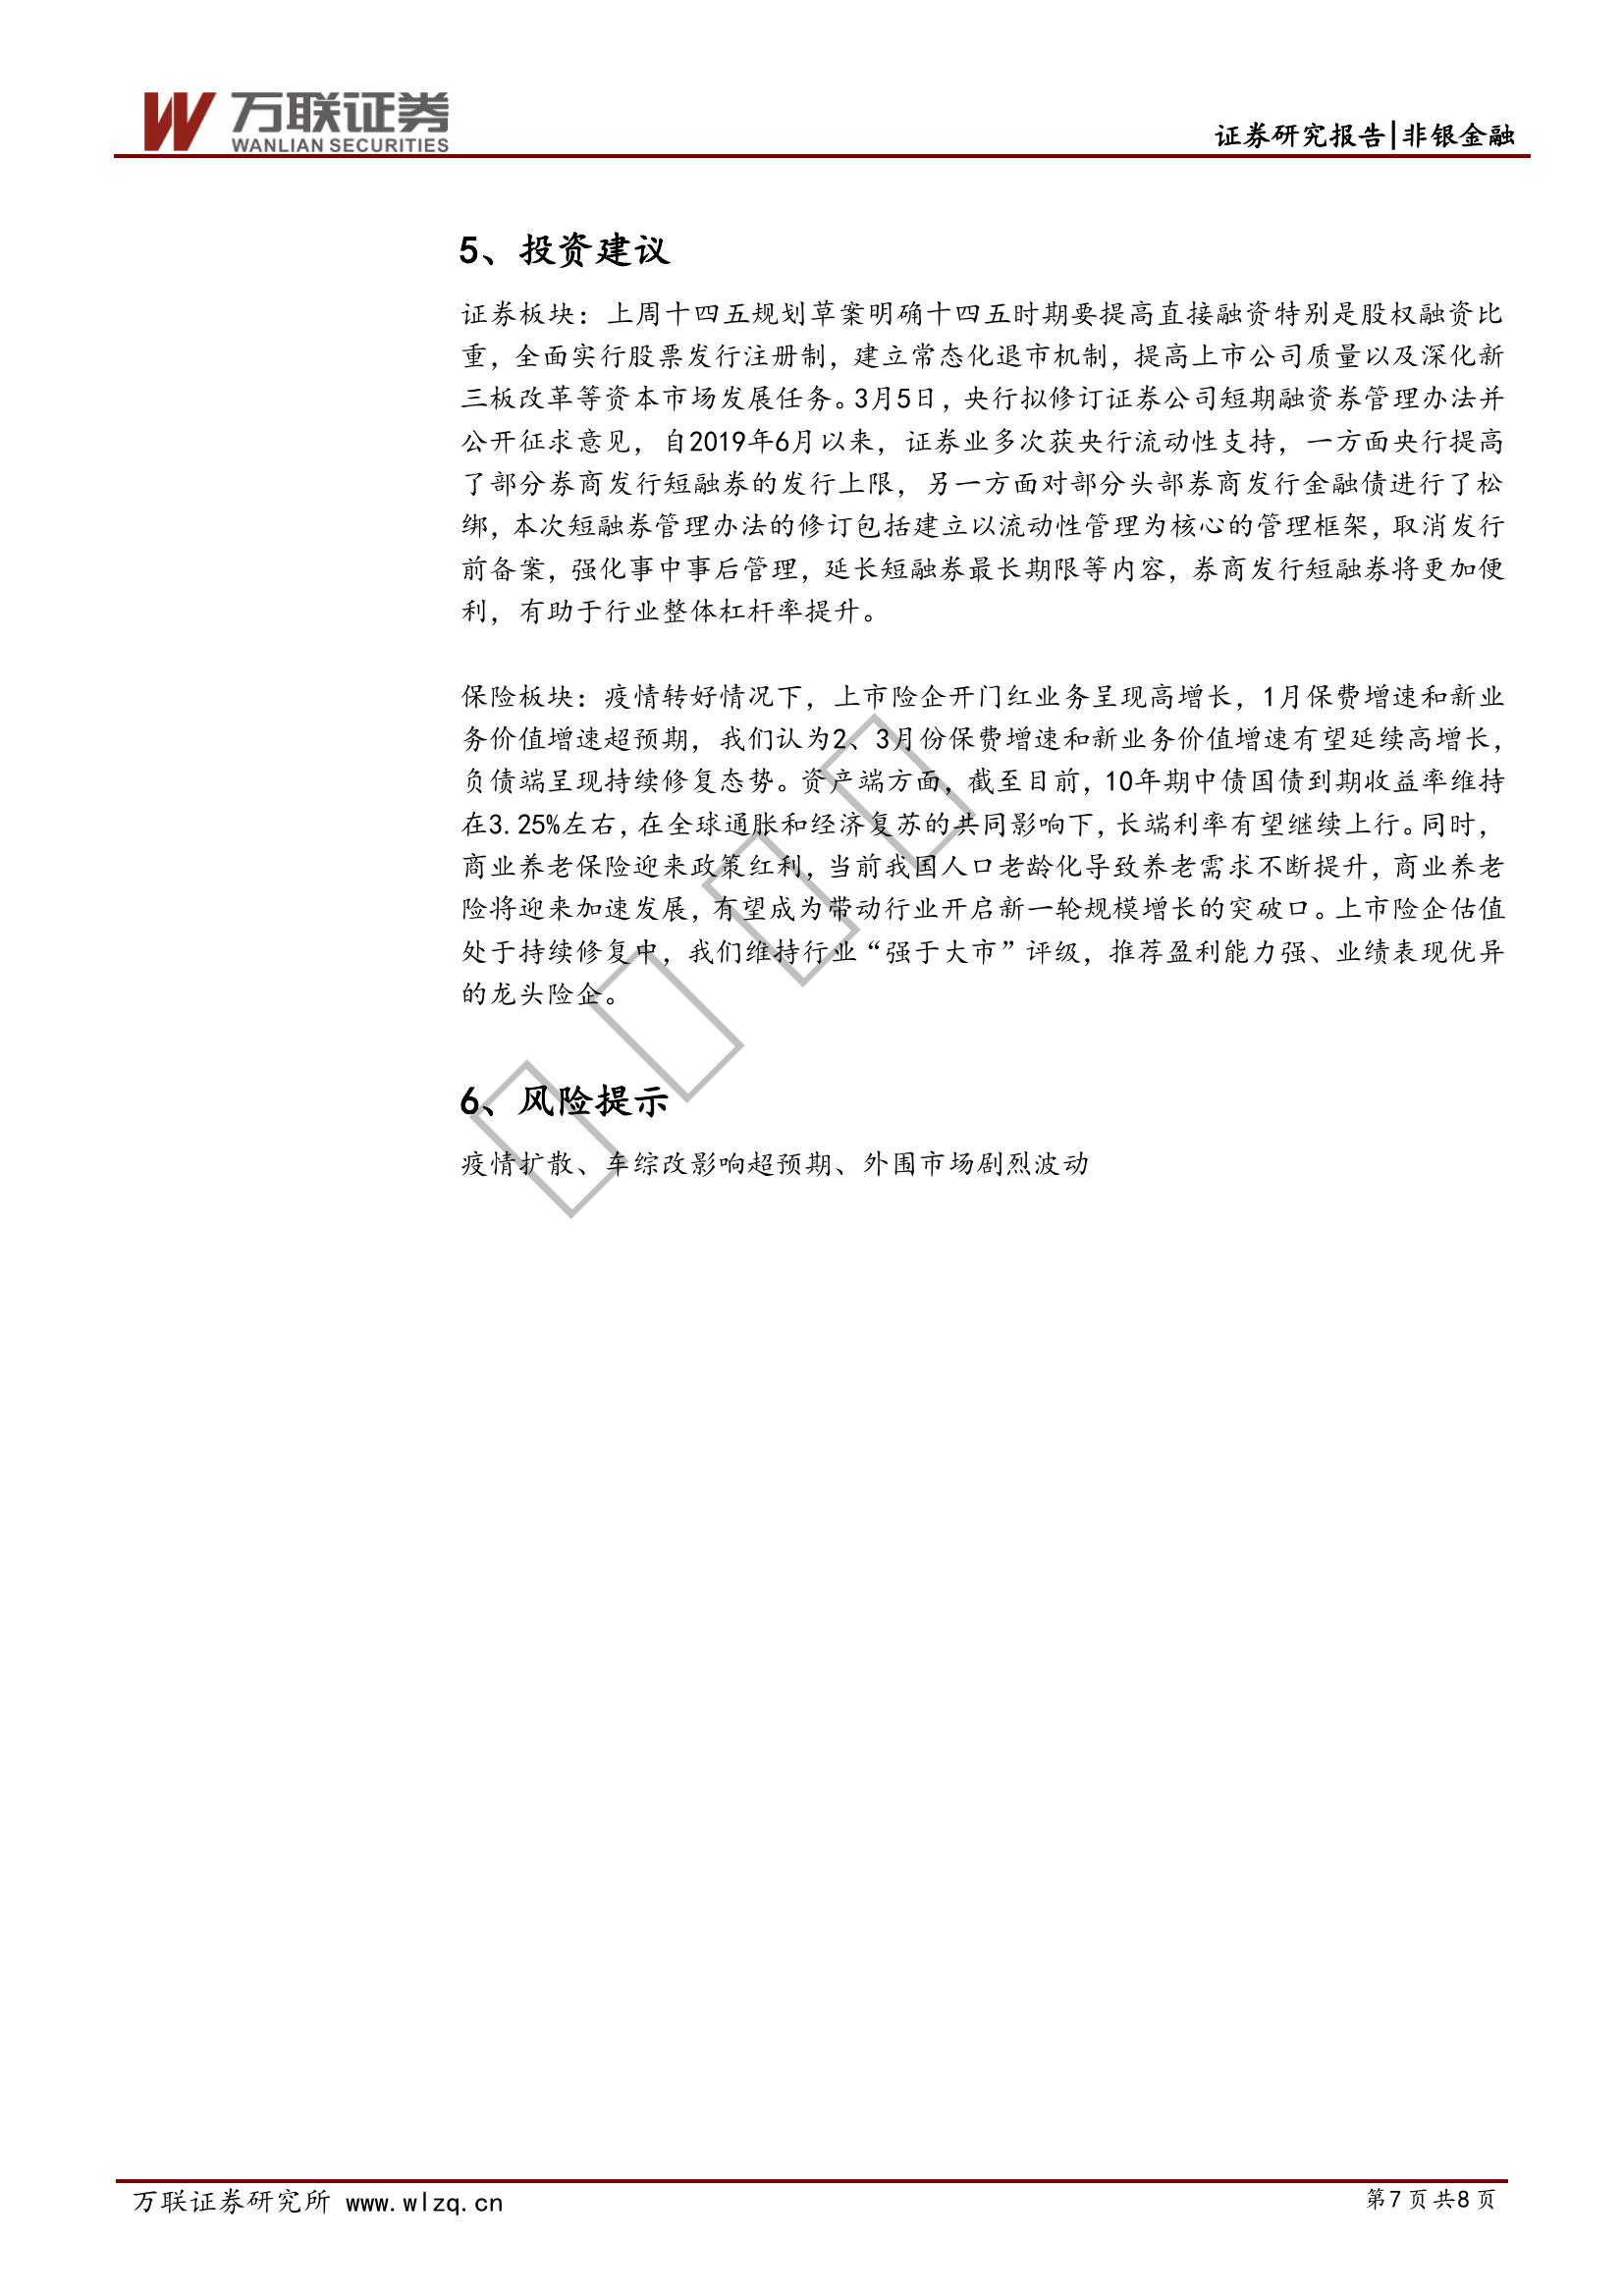 万联证券
WANLIAN SECURITIES
证券研究报告|非银金融
5、投资建议
证券板块：上周十四五规划草案明确十四五时期要提高直接融资特别是股权融资比
重，全面实行股票发行注册制，建立常态化退市机制，提高上市公司质量以及深化新
三板改革等资本市场发展任务。3月5日，央行拟修订证券公司短期融资券管理办法并
公开征求意见，自2019年6月以来，证券业多次获央行流动性支持，一方面央行提高
了部分券商发行短融券的发行上限，另一方面对部分头部券商发行金融债进行了松
绑，本次短融券管理办法的修订包括建立以流动性管理为核心的管理框架，取消发行
前备案，强化事中事后管理，延长短融券最长期限等内容，券商发行短融券将更加便
利，有助于行业整体杠杆率提升。
保险板块：疫情转好情况下，上市险企开门红业务呈现高增长，1月保费增速和新业
务价值增速超预期，我们认为2、3月份保费增速和新业务价值增速有望延续高增长，
负债端呈现持续修复态势。资产端方面，截至目前，10年期中债国债到期收益率维持
在3.25%左右，在全球通胀和经济复苏的共同影响下，长端利率有望继续上行。同时，
商业养老保险迎来政策红利，当前我国人口老龄化导致养老需求不断提升，商业养老
险将迎来加速发展，有望成为带动行业开启新一轮规模增长的突破口。上市险企估值
处于持续修复中，我们维持行业“强于大市”评级，推荐盈利能力强、业绩表现优异
的龙头险企。
6、风险提示
疫情扩散、车综改影响超预期、外围市场剧烈波动
万联证券研究所 www.wlzq.cn
第7页共8页